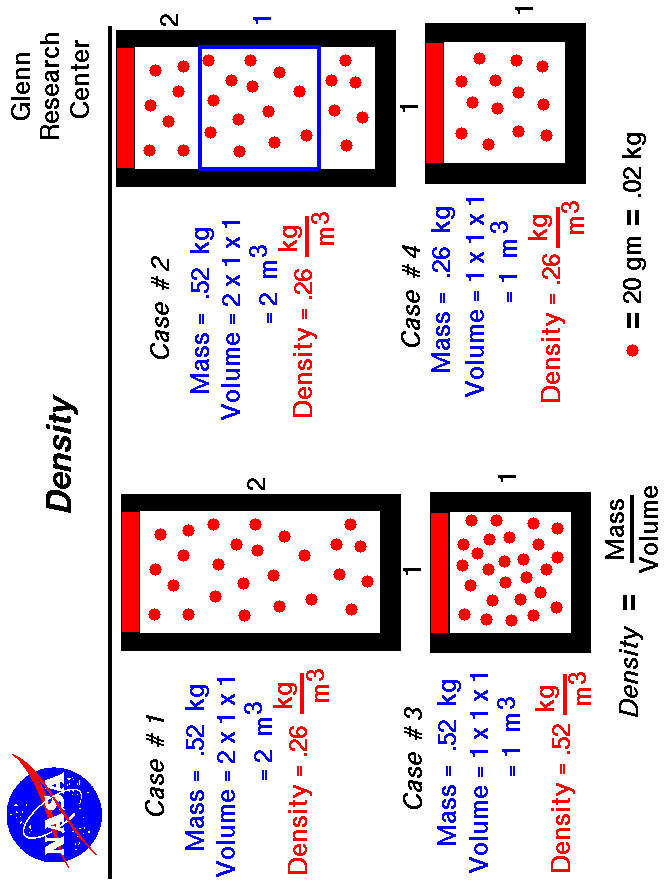 NASA
Density
Glenn
Research
Center
Case # 1
Mass = .52 kg
Volume = 2 x 1 x 1
= 2 m³
Density = .26 kg
m³
2
1
Case # 2
Mass = .52 kg
Volume = 2 x 1 x 1
= 2 m³
Density = .26 kg
m³
2
1
1
Case # 3
Mass = .52 kg
Volume = 1 x 1 x 1
= 1 m³
Density = .52 kg
m³
1
Case # 4
Mass = .26 kg
Volume = 1 x 1 x 1
= 1 m³
Density = .26 kg
m³
1
Density = Mass
Volume
= 20 gm = .02 kg